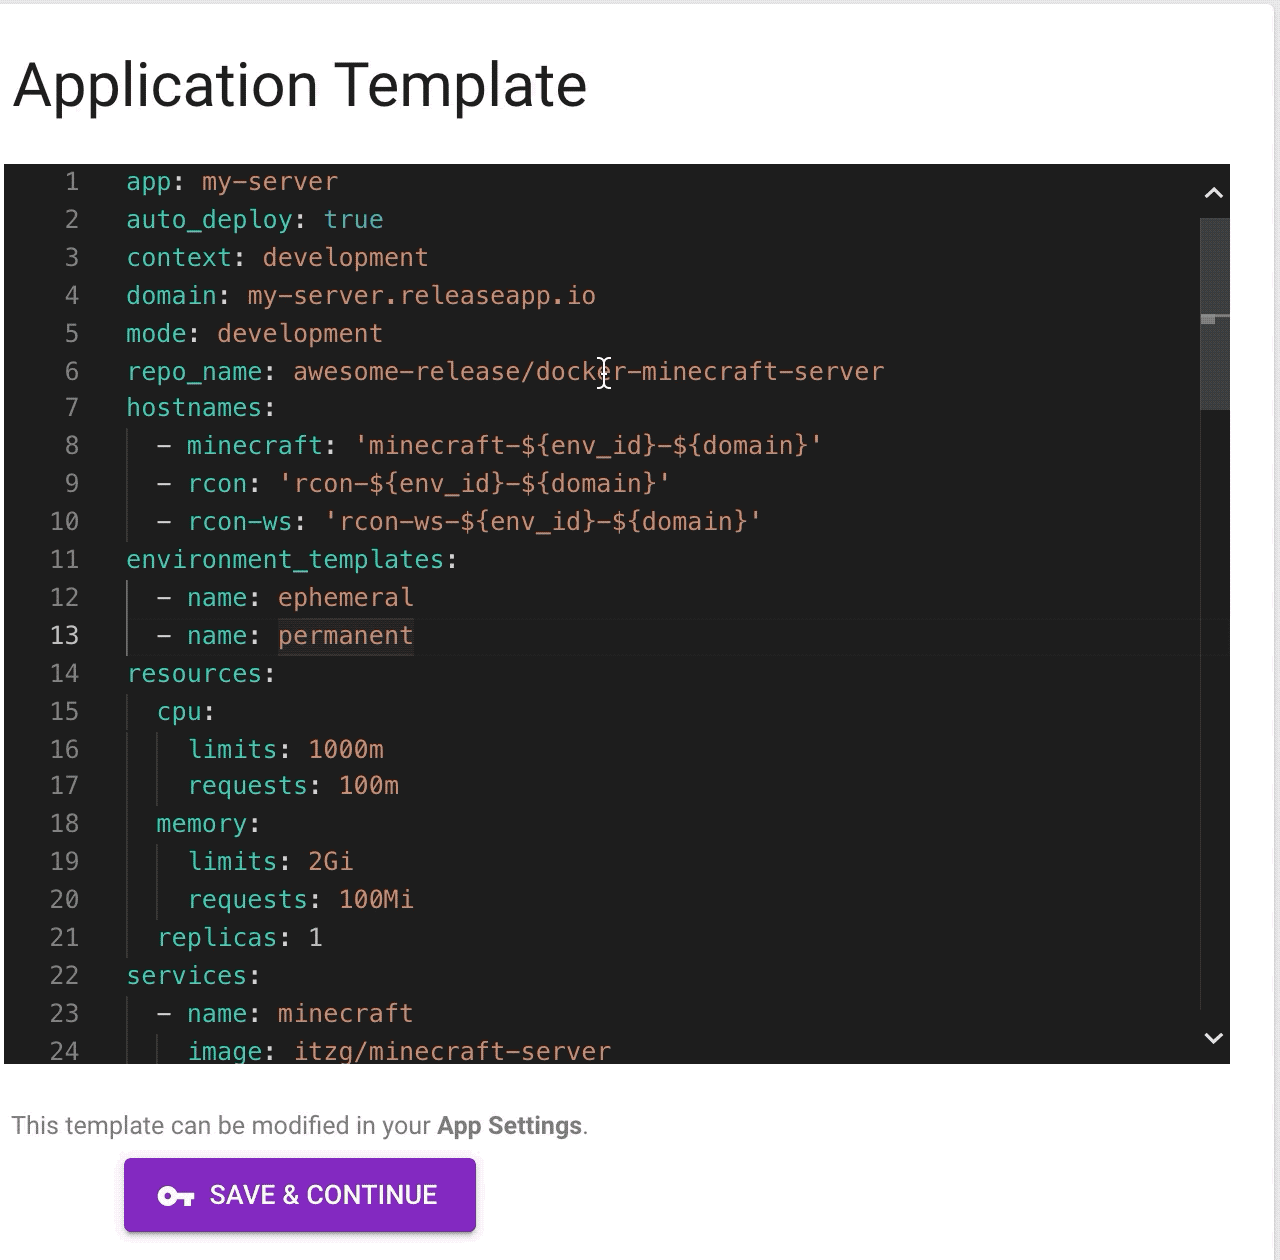 Application Template
1 app: my-server
2 auto_deploy: true
3 context: development
4 domain: my-server.releaseapp.io
5 mode: development
6 repo_name: awesome-release/docker-minecraft-server
7 hostnames:
8   - minecraft: 'minecraft-${env_id}-${domain}'
9   - rcon: 'rcon-${env_id}-${domain}'
10   - rcon-ws: 'rcon-ws-${env_id}-${domain}'
11 environment_templates:
12   - name: ephemeral
13   - name: permanent
14 resources:
15   cpu:
16     limits: 1000m
17     requests: 100m
18   memory:
19     limits: 2Gi
20     requests: 100Mi
21   replicas: 1
22 services:
23   - name: minecraft
24     image: itzg/minecraft-server
This template can be modified in your App Settings.
SAVE & CONTINUE